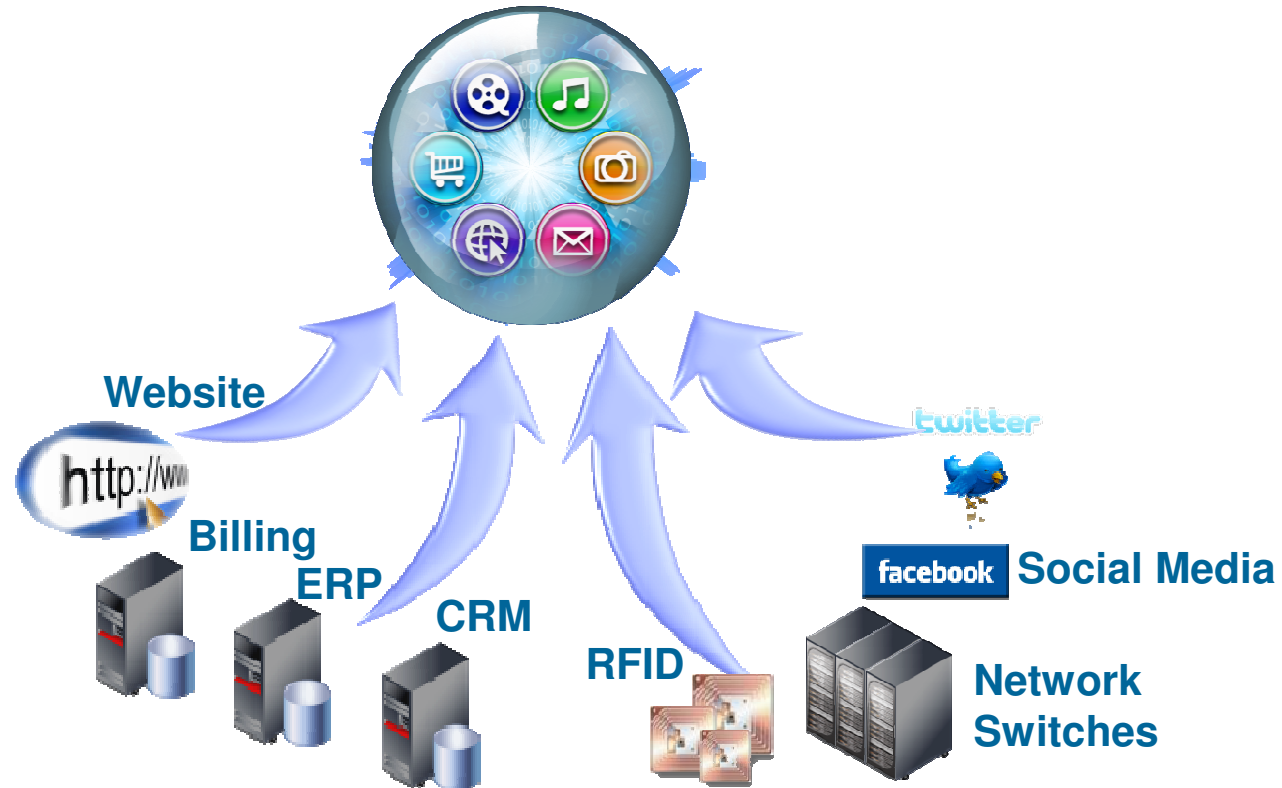 Website
http://ww
twitter
Billing
facebook
Social Media
ERP
CRM
RFID
Network
Switches